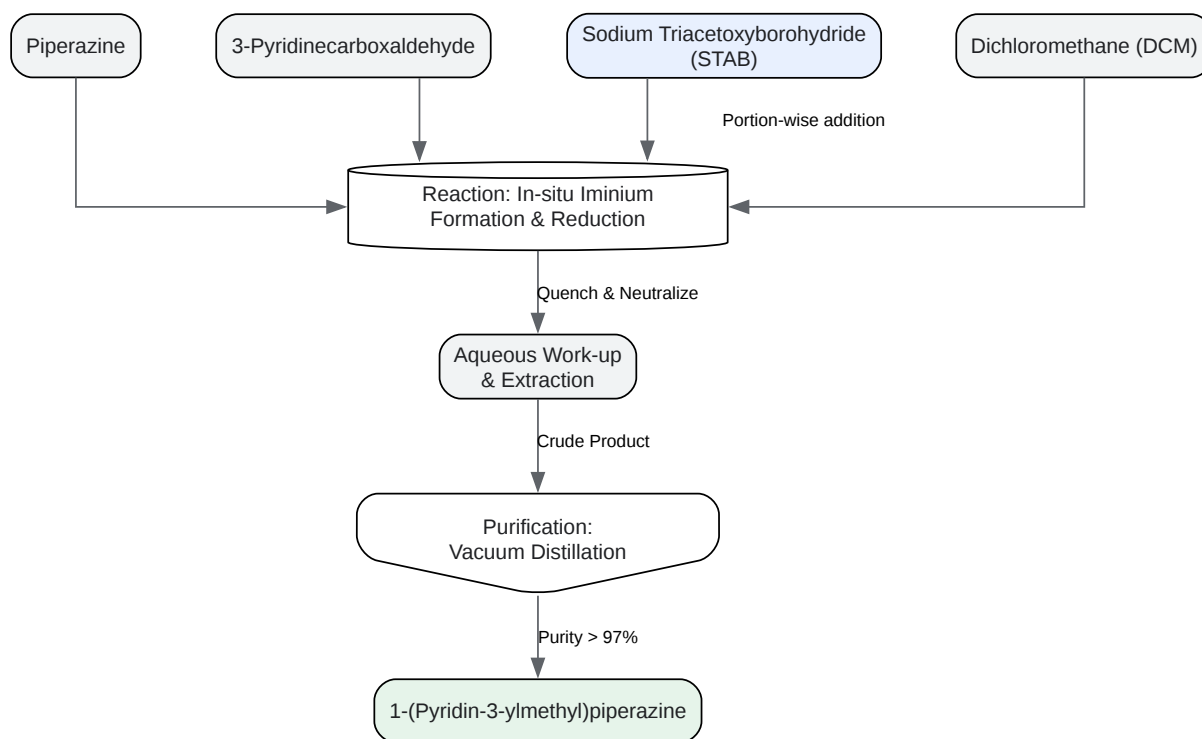 Piperazine
3-Pyridinecarboxaldehyde
Sodium Triacetoxyborohydride
(STAB)
Dichloromethane (DCM)
Portion-wise addition
Reaction: In-situ Iminium
Formation & Reduction
Quench & Neutralize
Aqueous Work-up
& Extraction
Crude Product
Purification:
Vacuum Distillation
Purity > 97%
1-(Pyridin-3-ylmethyl)piperazine